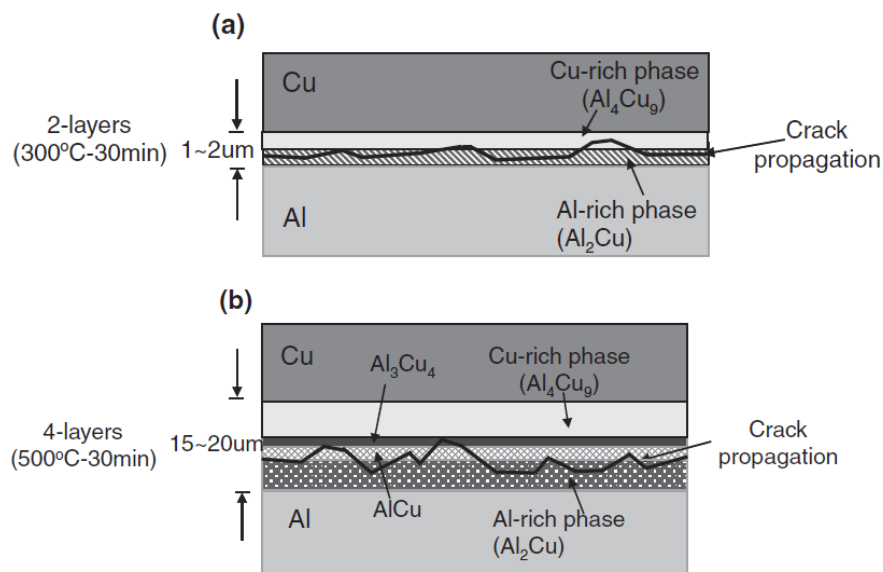 (a)
Cu
Cu-rich phase
(Al₄Cu₉)
2-layers
(300ºC-30min)
1~2um
Crack
propagation
Al
Al-rich phase
(Al₂Cu)
(b)
Cu
Al₃Cu₄
Cu-rich phase
(Al₄Cu₉)
4-layers
(500ºC-30min)
15~20um
Crack
propagation
Al
AlCu
Al-rich phase
(Al₂Cu)